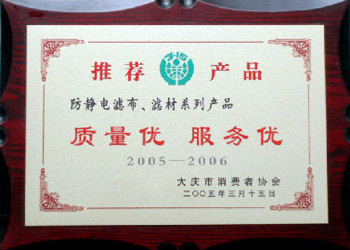 推荐 产品
防静电滤布、滤材系列产品
质量优 服务优
2005—2006
大庆市消费者协会
二〇〇五年三月十五日